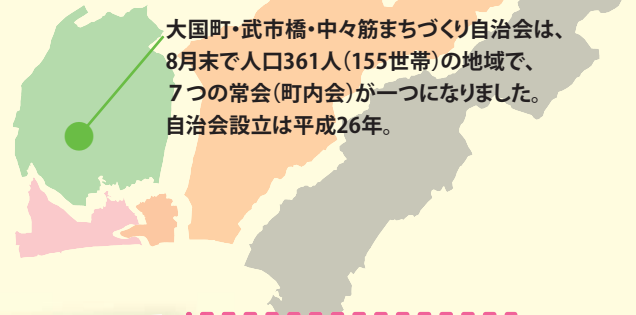 大国町・武市橋・中々筋まちづくり自治会は、
8月末で人口361人（155世帯）の地域で、
７つの常会（町内会）が一つになりました。
自治会設立は平成26年。